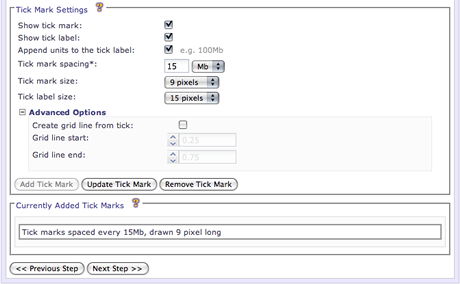 Tick Mark Settings
Show tick mark:
Show tick label:
Append units to the tick label: e.g. 100Mb
Tick mark spacing*: 15 Mb
Tick mark size: 9 pixels
Tick label size: 15 pixels
Advanced Options
Create grid line from tick:
Grid line start: 0.25
Grid line end: 0.75
Add Tick Mark Update Tick Mark Remove Tick Mark
Currently Added Tick Marks
Tick marks spaced every 15Mb, drawn 9 pixel long
<< Previous Step Next Step >>